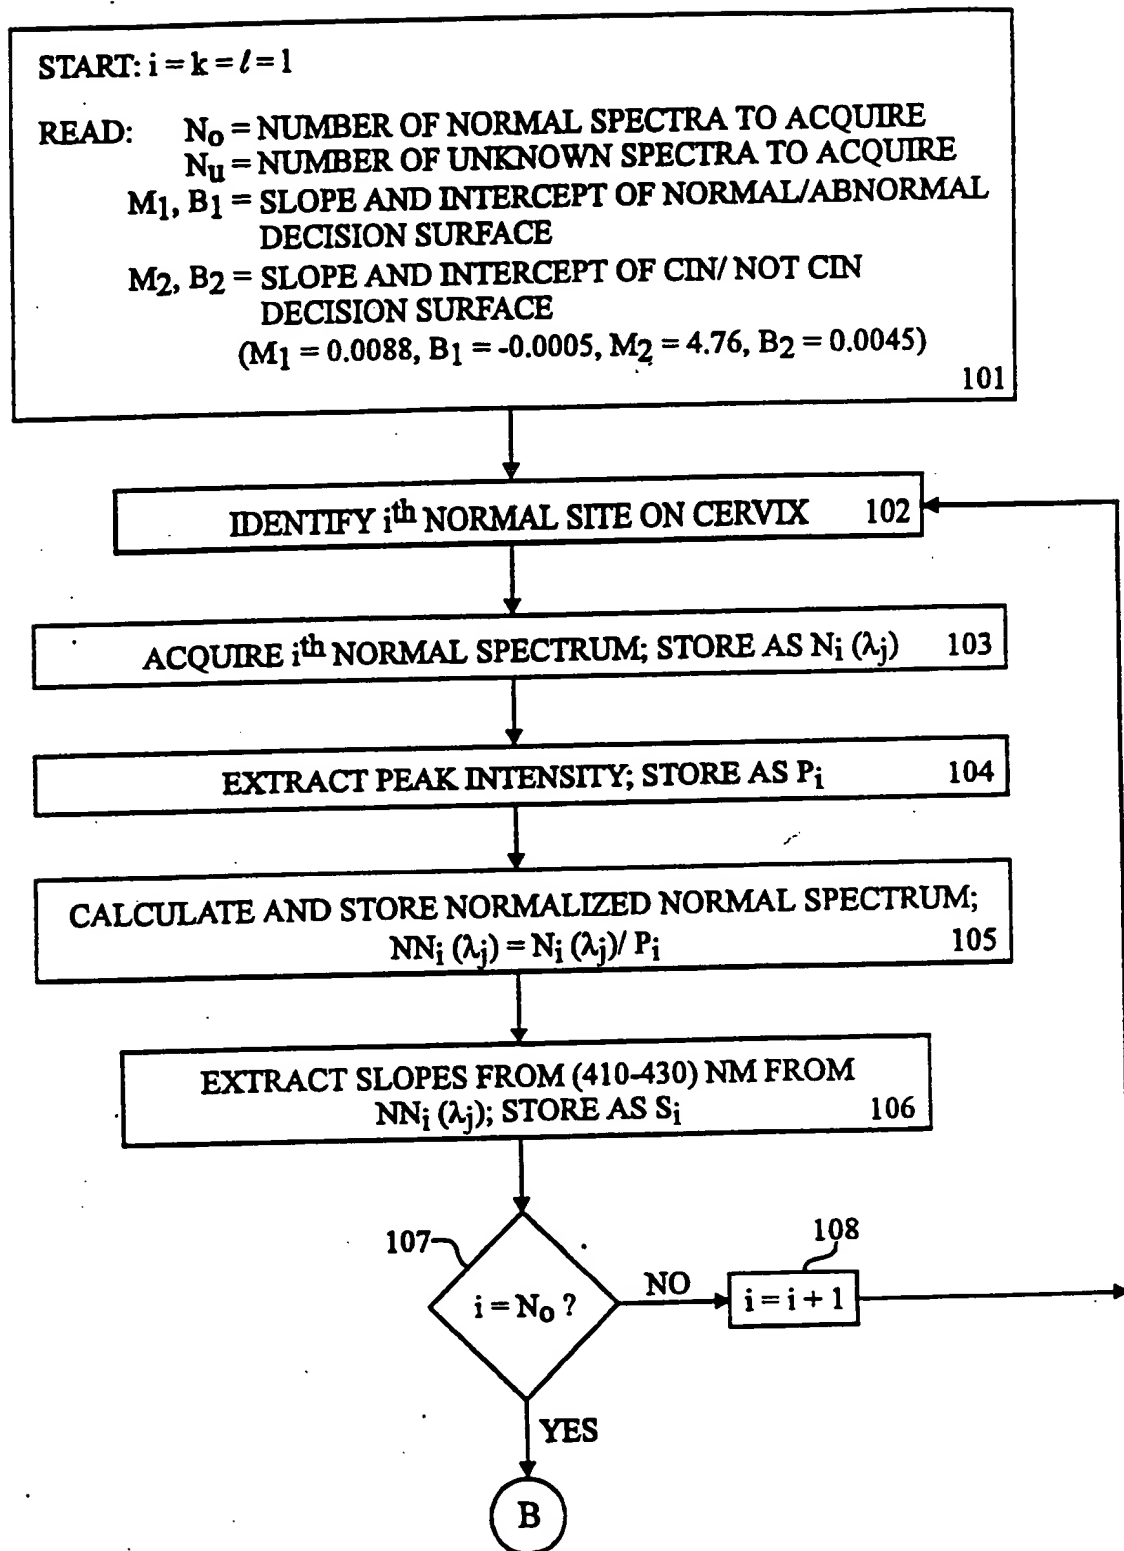 START: i = k = ℓ = 1
READ: No = NUMBER OF NORMAL SPECTRA TO ACQUIRE
Nu = NUMBER OF UNKNOWN SPECTRA TO ACQUIRE
M1, B1 = SLOPE AND INTERCEPT OF NORMAL/ABNORMAL
DECISION SURFACE
M2, B2 = SLOPE AND INTERCEPT OF CIN/ NOT CIN
DECISION SURFACE
(M1 = 0.0088, B1 = -0.0005, M2 = 4.76, B2 = 0.0045)
101
IDENTIFY ith NORMAL SITE ON CERVIX 102
ACQUIRE ith NORMAL SPECTRUM; STORE AS Ni (λj) 103
EXTRACT PEAK INTENSITY; STORE AS Pi 104
CALCULATE AND STORE NORMALIZED NORMAL SPECTRUM;
NNi (λj) = Ni (λj)/ Pi 105
EXTRACT SLOPES FROM (410-430) NM FROM
NNi (λj); STORE AS Si 106
107
108
i = No ?
NO
i = i + 1
YES
B